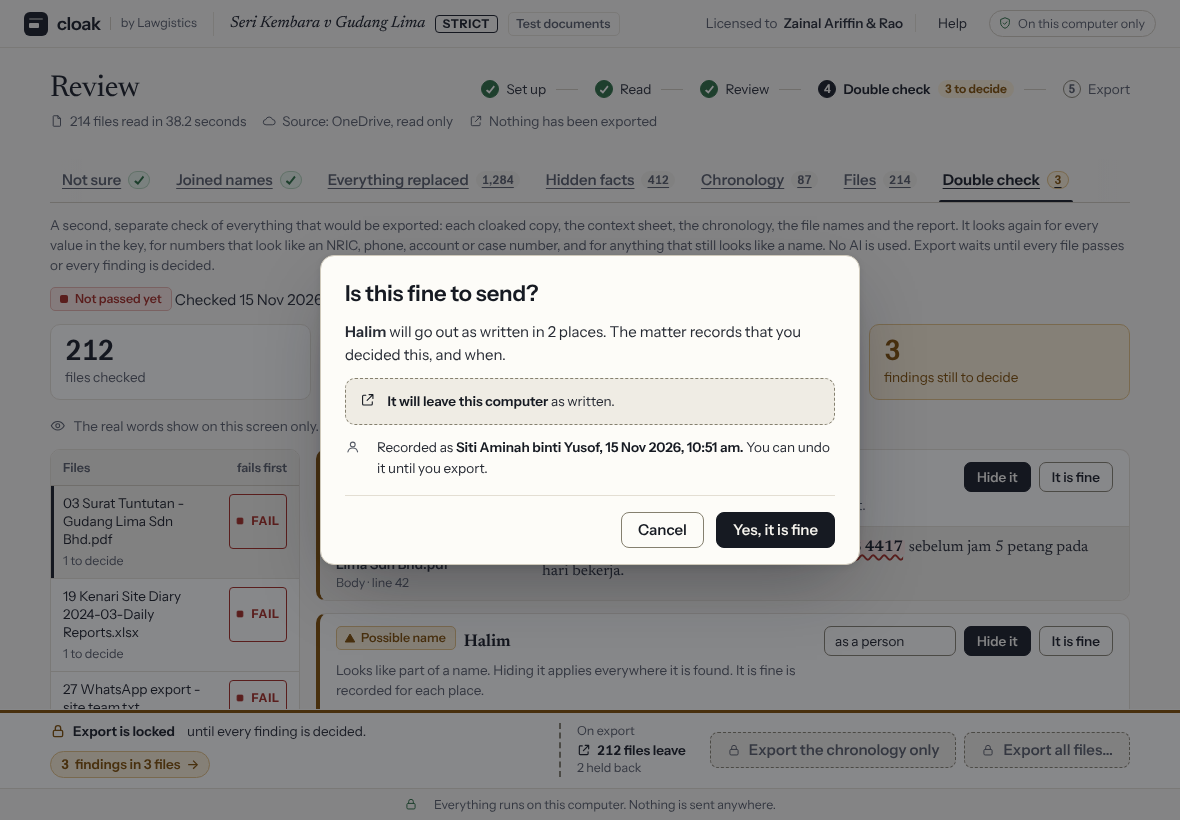 cloak by Lawgistics Seri Kembara v Gudang Lima STRICT Test documents Licensed to Zainal Ariffin & Rao Help On this computer only
Review
Set up Read Review 4 Double check 3 to decide 5 Export
214 files read in 38.2 seconds Source: OneDrive, read only Nothing has been exported
Not sure Joined names Everything replaced 1,284 Hidden facts 412 Chronology 87 Files 214 Double check 3
A second, separate check of everything that would be exported: each cloaked copy, the context sheet, the chronology, the file names and the report. It looks again for every
value in the key, for numbers that look like an NRIC, phone, account or case number, and for anything that still looks like a name. No AI is used. Export waits until every file passes
or every finding is decided.
Not passed yet Checked 15 Nov 2026
212
files checked
3
findings still to decide
The real words show on this screen only.
Is this fine to send?
Halim will go out as written in 2 places. The matter records that you
decided this, and when.
It will leave this computer as written.
Recorded as Siti Aminah binti Yusof, 15 Nov 2026, 10:51 am. You can undo
it until you export.
Cancel Yes, it is fine
Files fails first
03 Surat Tuntutan -
Gudang Lima Sdn
Bhd.pdf
FAIL
1 to decide
19 Kenari Site Diary
2024-03-Daily
Reports.xlsx
FAIL
1 to decide
27 WhatsApp export -
site team.txt
FAIL
Hide it It is fine
4417 sebelum jam 5 petang pada
hari bekerja.
Lima Sdn Bhd.pdf
Body · line 42
Possible name Halim as a person Hide it It is fine
Looks like part of a name. Hiding it applies everywhere it is found. It is fine is
recorded for each place.
Export is locked until every finding is decided.
3 findings in 3 files →
On export
212 files leave
2 held back
Export the chronology only Export all files...
Everything runs on this computer. Nothing is sent anywhere.